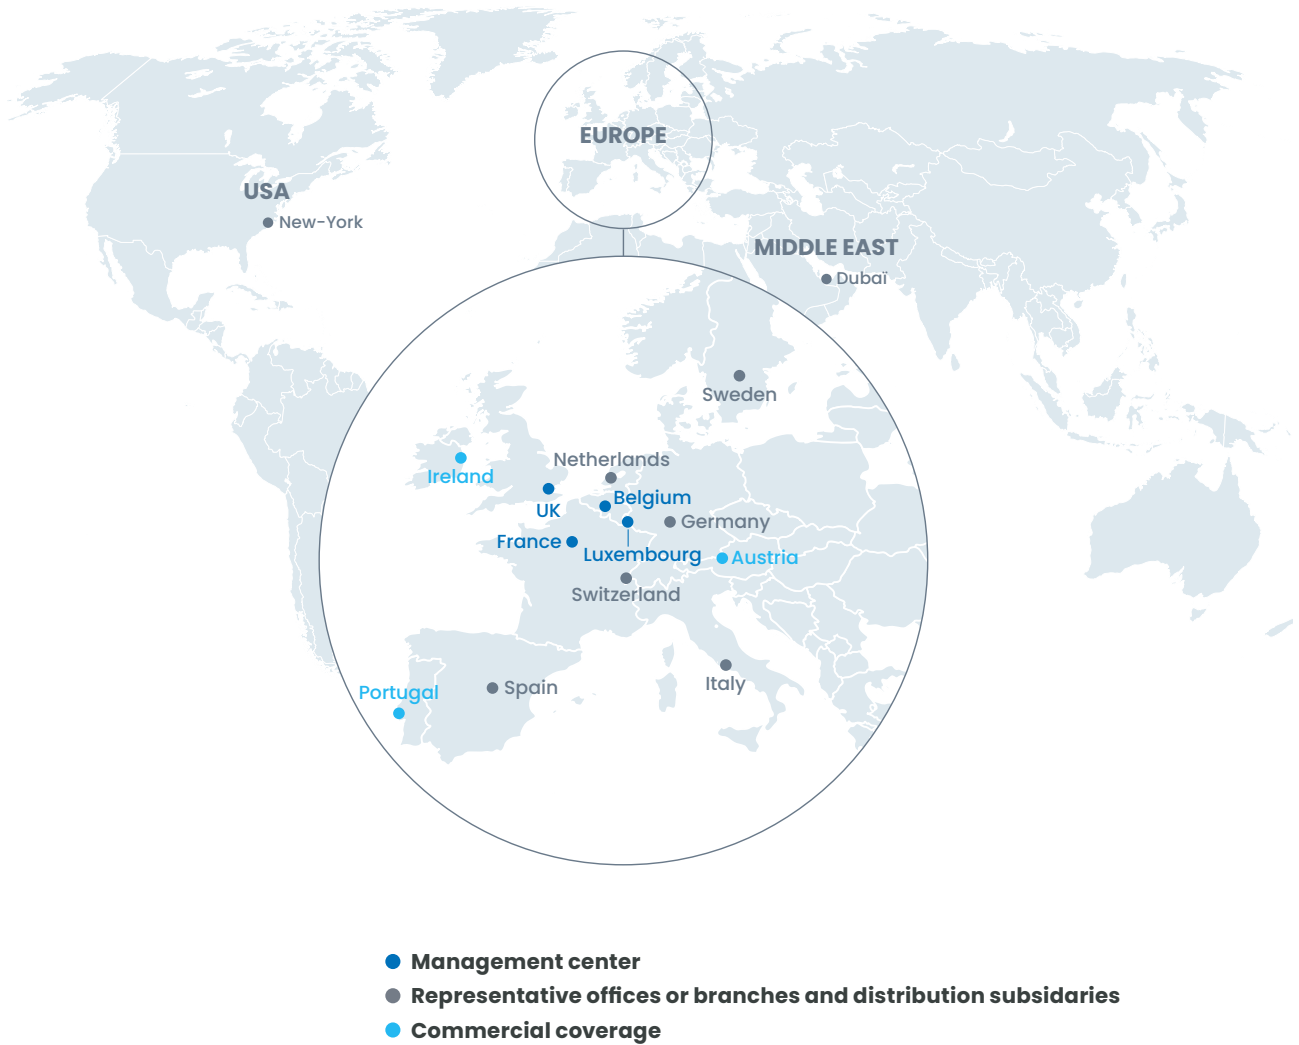 EUROPE
USA
New-York
MIDDLE EAST
Dubaï
Sweden
Netherlands
Ireland
Belgium
UK
Germany
France
Luxembourg
Austria
Switzerland
Italy
Spain
Portugal
Management center
Representative offices or branches and distribution subsidaries
Commercial coverage